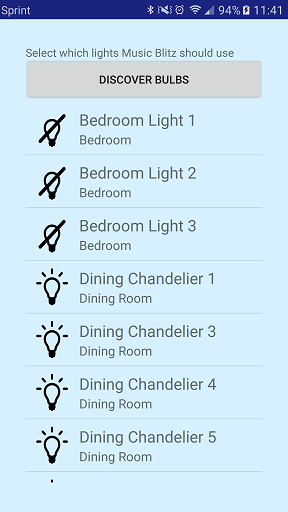 Sprint 94% 11:41
Select which lights Music Blitz should use
DISCOVER BULBS
Bedroom Light 1
Bedroom
Bedroom Light 2
Bedroom
Bedroom Light 3
Bedroom
Dining Chandelier 1
Dining Room
Dining Chandelier 3
Dining Room
Dining Chandelier 4
Dining Room
Dining Chandelier 5
Dining Room